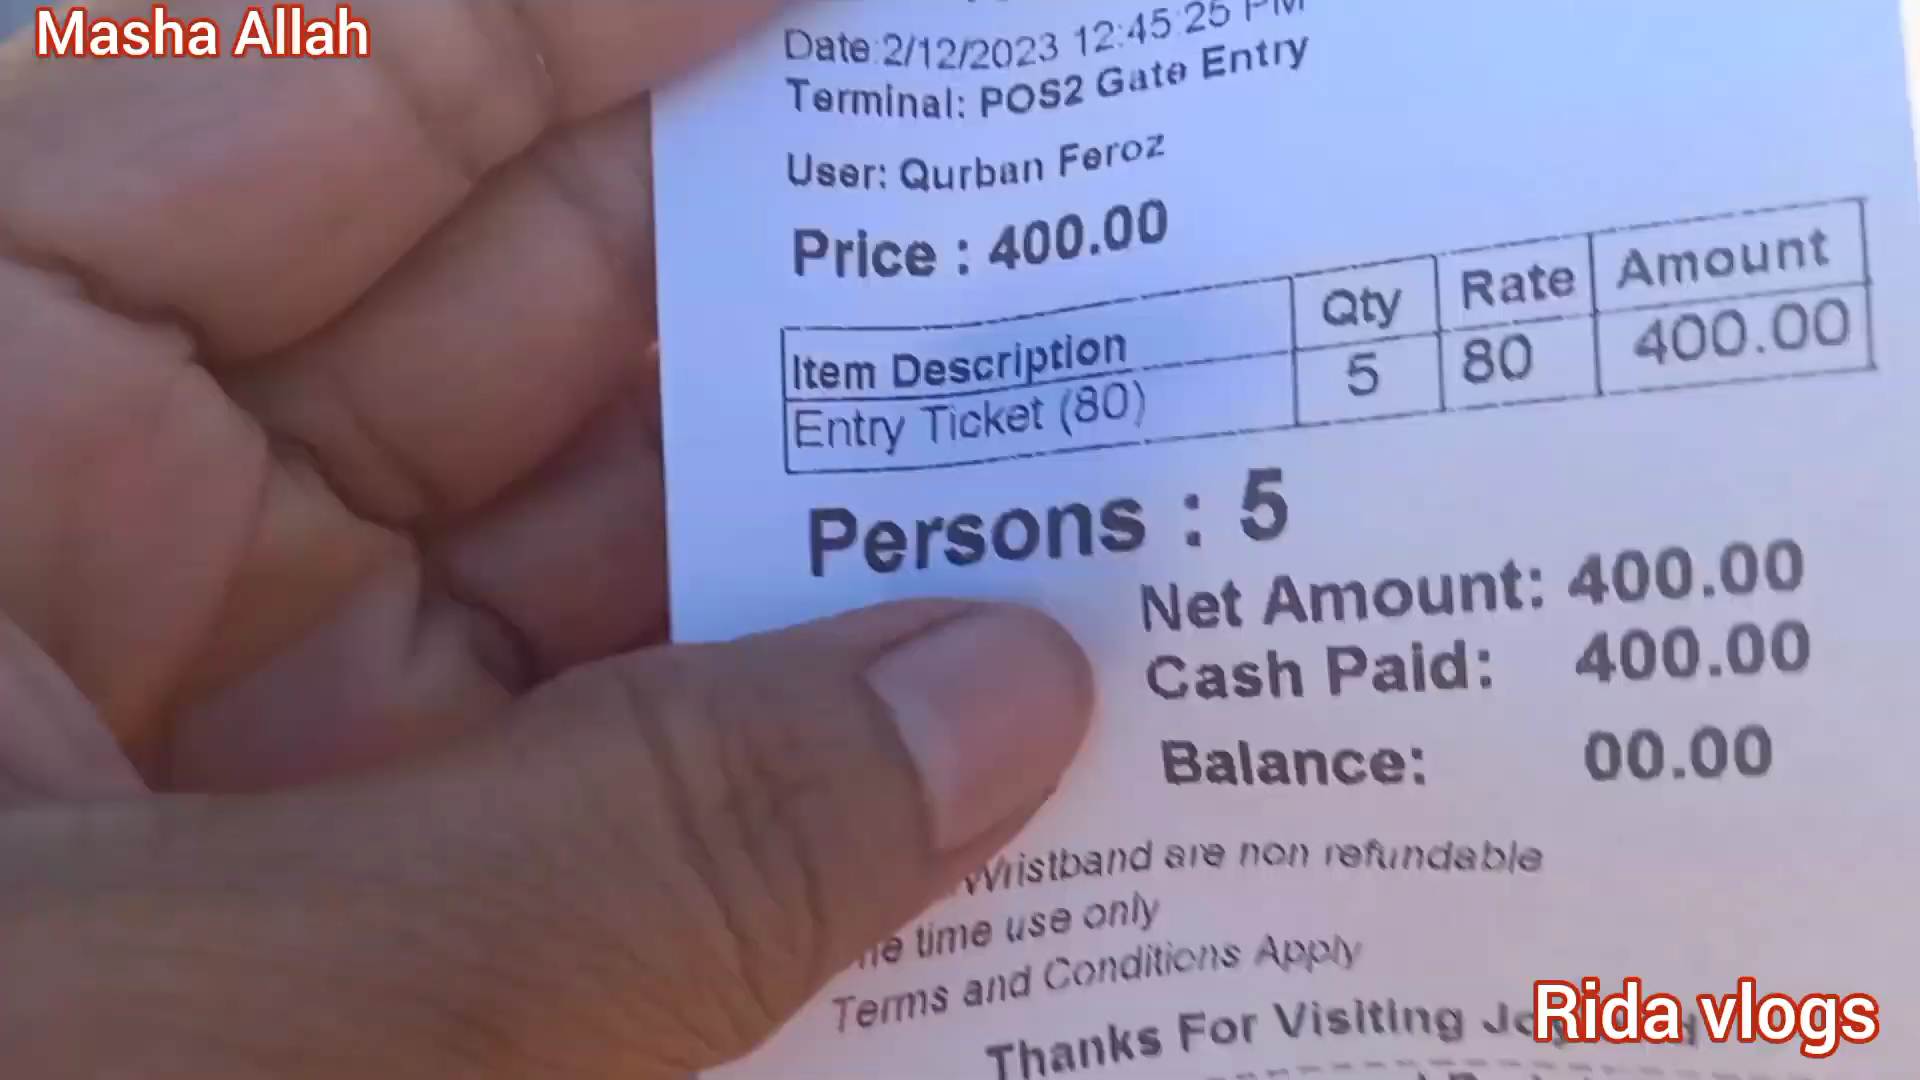 Masha Allah
Date:2/12/2023 12:45:25 PM
Terminal: POS2 Gate Entry
User: Qurban Feroz
Price : 400.00
Item Description Qty Rate Amount
Entry Ticket (80) 5 80 400.00
Persons : 5
Net Amount: 400.00
Cash Paid: 400.00
Balance: 00.00
Wristband are non refundable
time use only
Terms and Conditions Apply
Thanks For Visiting
Rida vlogs